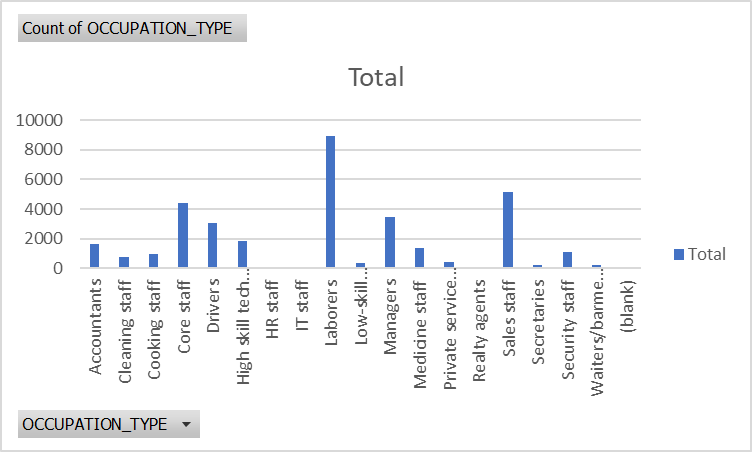 Count of OCCUPATION_TYPE
Total
10000
8000
6000
4000
2000
0
Accountants
Cleaning staff
Cooking staff
Core staff
Drivers
High skill tech…
HR staff
IT staff
Laborers
Low-skill…
Managers
Medicine staff
Private service…
Realty agents
Sales staff
Secretaries
Security staff
Waiters/barme…
(blank)
Total
OCCUPATION_TYPE